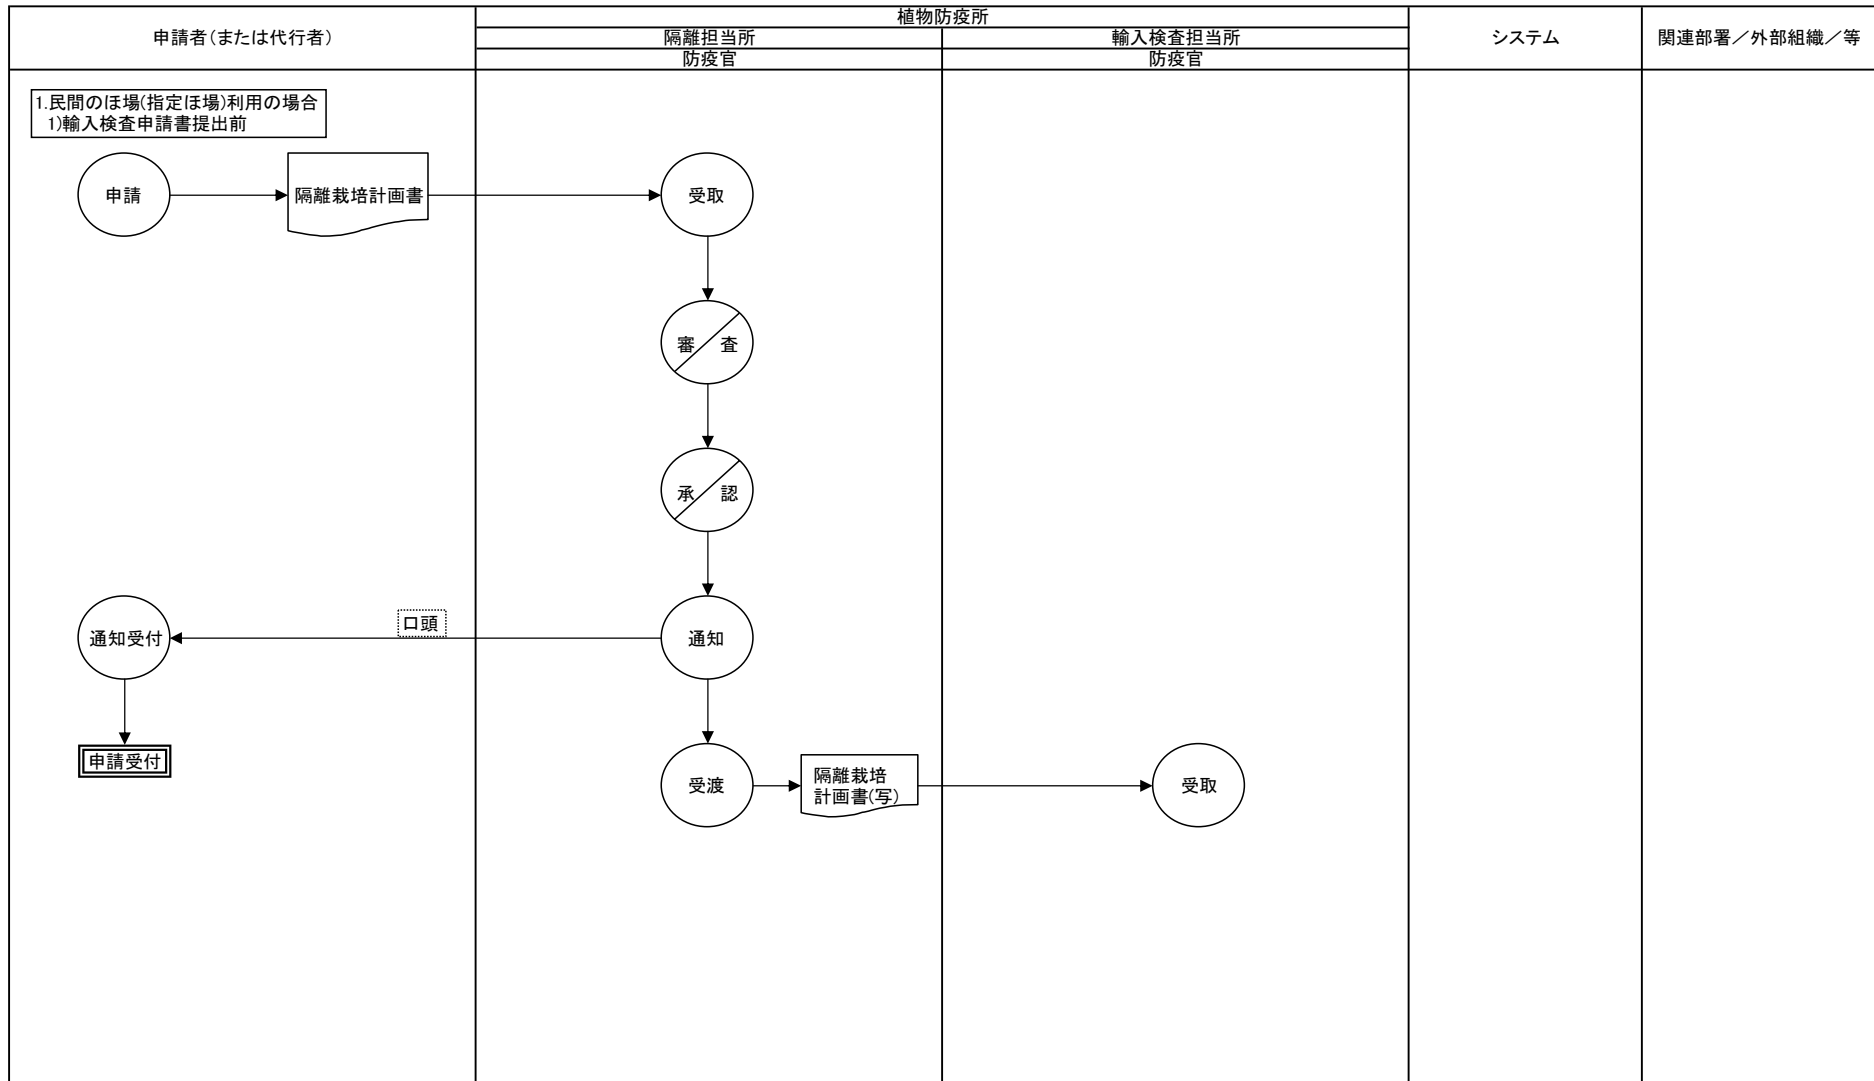 申請者(または代行者)
植物防疫所
隔離担当所
輸入検査担当所
防疫官
防疫官
システム
関連部署／外部組織／等
1.民間のほ場(指定ほ場)利用の場合
1)輸入検査申請書提出前
申請
隔離栽培計画書
受取
審査
承認
通知受付
口頭
通知
申請受付
受渡
隔離栽培
計画書(写)
受取